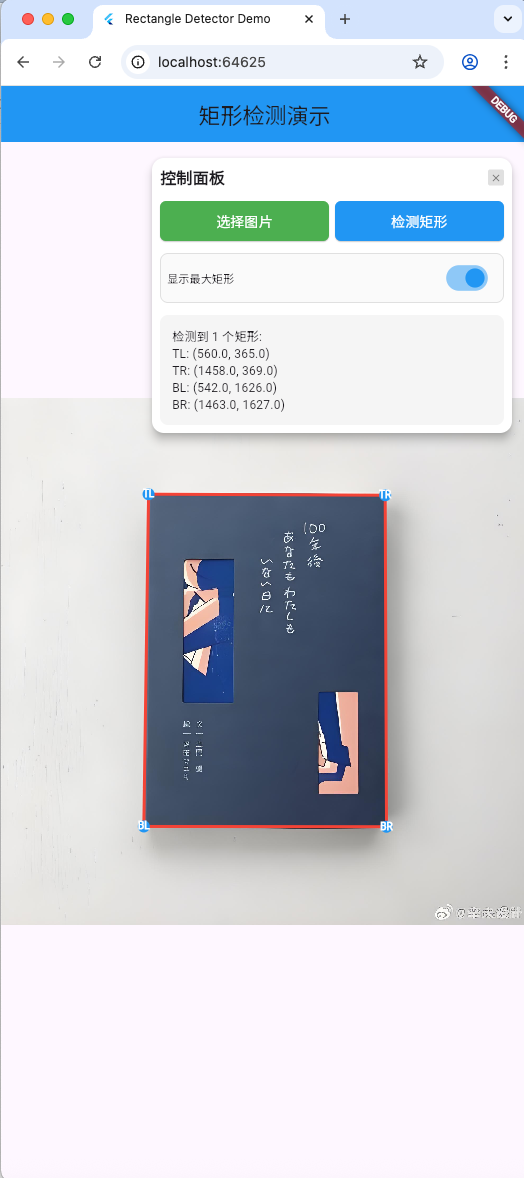 Rectangle Detector Demo
localhost:64625
矩形检测演示
DEBUG
控制面板
选择图片
检测矩形
显示最大矩形
检测到 1 个矩形:
TL: (560.0, 365.0)
TR: (1458.0, 369.0)
BL: (542.0, 1626.0)
BR: (1463.0, 1627.0)
TL
TR
100年後
あなたも わたしも
いない日に
BL
BR